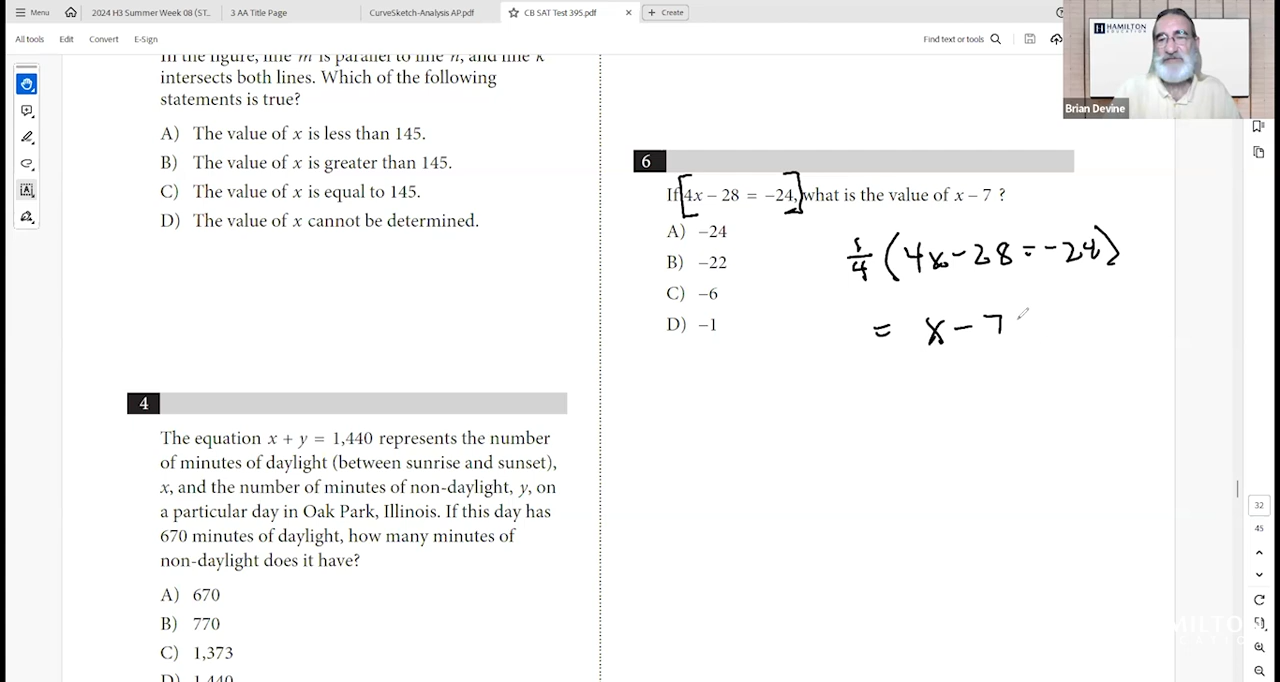 Menu
2024 H3 Summer Week 08 (ST...
3 AA Title Page
CurveSketch-Analysis AP.pdf
CB SAT Test 395.pdf
+ Create
All tools
Edit
Convert
E-Sign
Find text or tools
HAMILTON
EDUCATION
Brian Devine
In the figure, line m is parallel to line n, and line k
intersects both lines. Which of the following
statements is true?
A) The value of x is less than 145.
B) The value of x is greater than 145.
C) The value of x is equal to 145.
D) The value of x cannot be determined.
4
The equation x + y = 1,440 represents the number
of minutes of daylight (between sunrise and sunset),
x, and the number of minutes of non-daylight, y, on
a particular day in Oak Park, Illinois. If this day has
670 minutes of daylight, how many minutes of
non-daylight does it have?
A) 670
B) 770
C) 1,373
D) 1,440
6
If [4x – 28 = –24,] what is the value of x – 7 ?
A) –24
B) –22
C) –6
D) –1
1/4 (4x - 28 = -24)
= x - 7
32
45